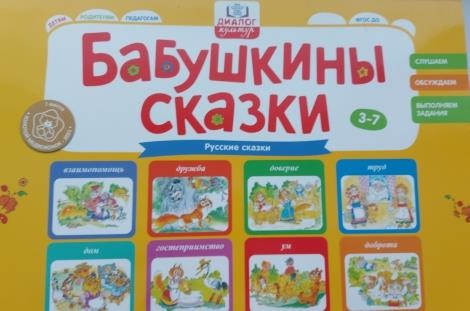 ДЕТЯМ РОДИТЕЛЯМ ПЕДАГОГАМ
ДИАЛОГ
культур
ФГОС ДО
БАБУШКИНЫ
СКАЗКИ
3-7
Русские сказки
СЛУШАЕМ
ОБСУЖДАЕМ
ВЫПОЛНЯЕМ
ЗАДАНИЯ
взаимопомощь
дружба
доверие
труд
дом
гостеприимство
ум
доброта